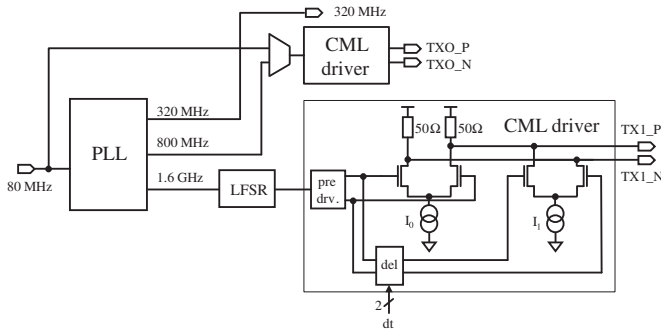 320 MHz
CML
driver
TXO_P
TXO_N
320 MHz
50Ω
50Ω
CML driver
TX1_P
800 MHz
PLL
TX1_N
1.6 GHz
80 MHz
LFSR
pre
drv.
I0
I1
del
2
dt